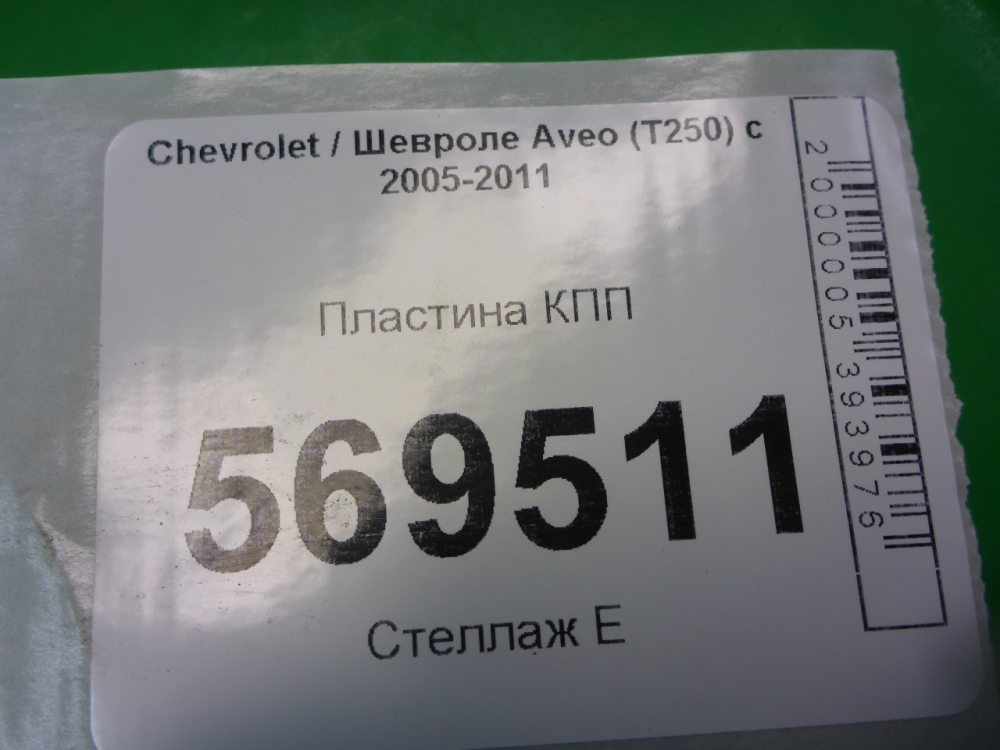 Chevrolet / Шевроле Aveo (T250) с
2005-2011
Пластина КПП
569511
Стеллаж Е
2000005393976